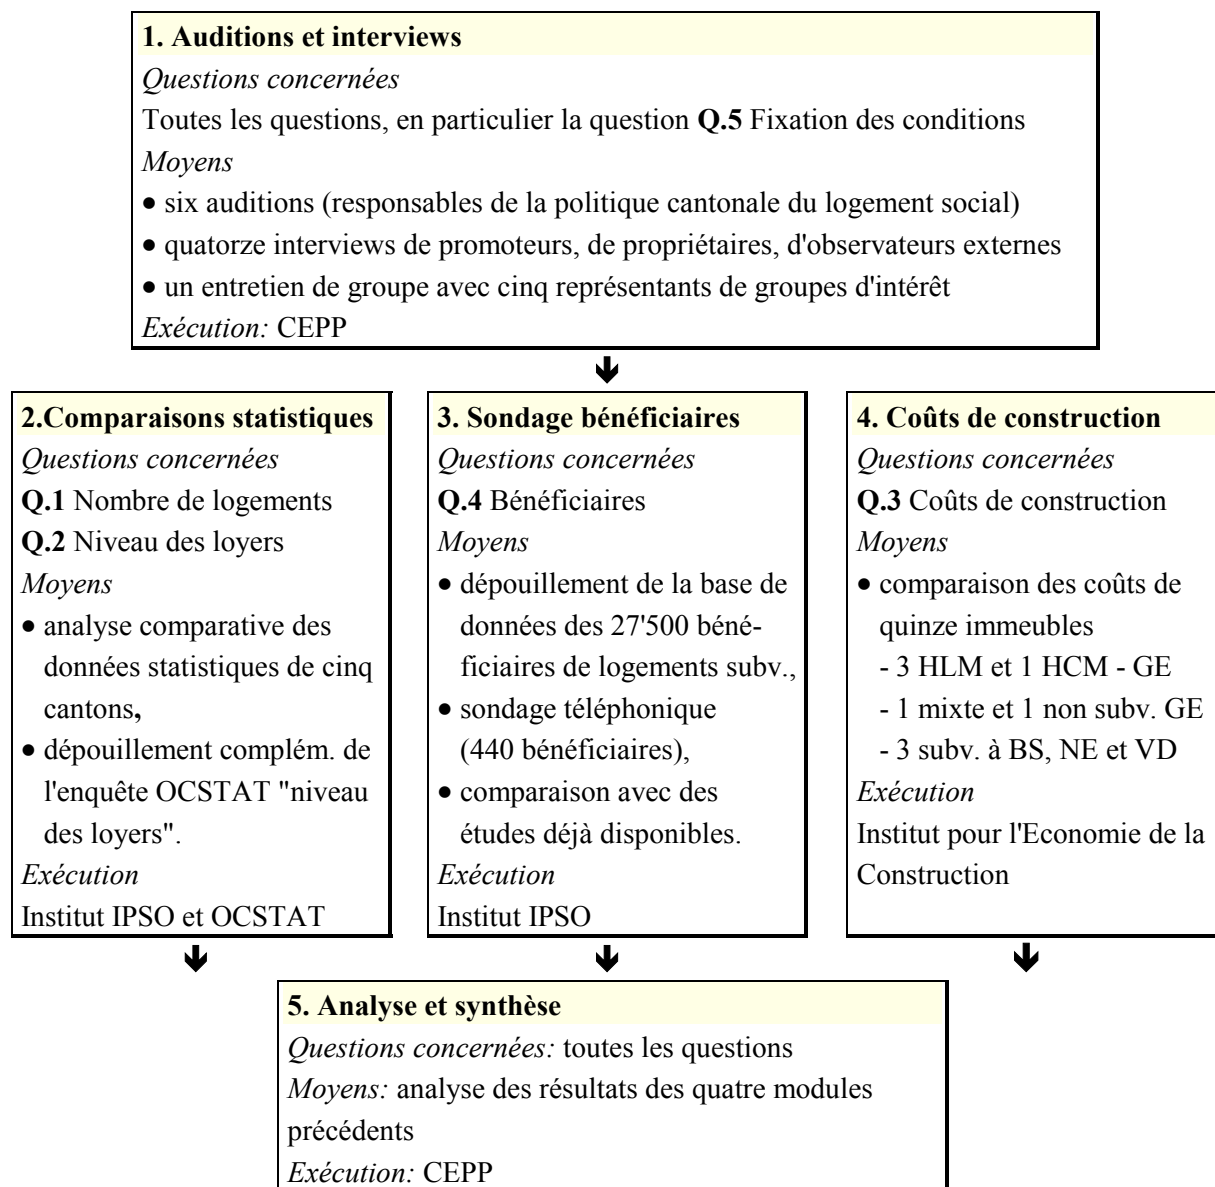 1. Auditions et interviews
Questions concernées
Toutes les questions, en particulier la question Q.5 Fixation des conditions
Moyens
• six auditions (responsables de la politique cantonale du logement social)
• quatorze interviews de promoteurs, de propriétaires, d'observateurs externes
• un entretien de groupe avec cinq représentants de groupes d'intérêt
Exécution: CEPP
2.Comparaisons statistiques
Questions concernées
Q.1 Nombre de logements
Q.2 Niveau des loyers
Moyens
• analyse comparative des
données statistiques de cinq
cantons,
• dépouillement complém. de
l'enquête OCSTAT "niveau
des loyers".
Exécution
Institut IPSO et OCSTAT
3. Sondage bénéficiaires
Questions concernées
Q.4 Bénéficiaires
Moyens
• dépouillement de la base de
données des 27'500 béné-
ficiaires de logements subv.,
• sondage téléphonique
(440 bénéficiaires),
• comparaison avec des
études déjà disponibles.
Exécution
Institut IPSO
4. Coûts de construction
Questions concernées
Q.3 Coûts de construction
Moyens
• comparaison des coûts de
quinze immeubles
- 3 HLM et 1 HCM - GE
- 1 mixte et 1 non subv. GE
- 3 subv. à BS, NE et VD
Exécution
Institut pour l'Economie de la
Construction
5. Analyse et synthèse
Questions concernées: toutes les questions
Moyens: analyse des résultats des quatre modules
précédents
Exécution: CEPP